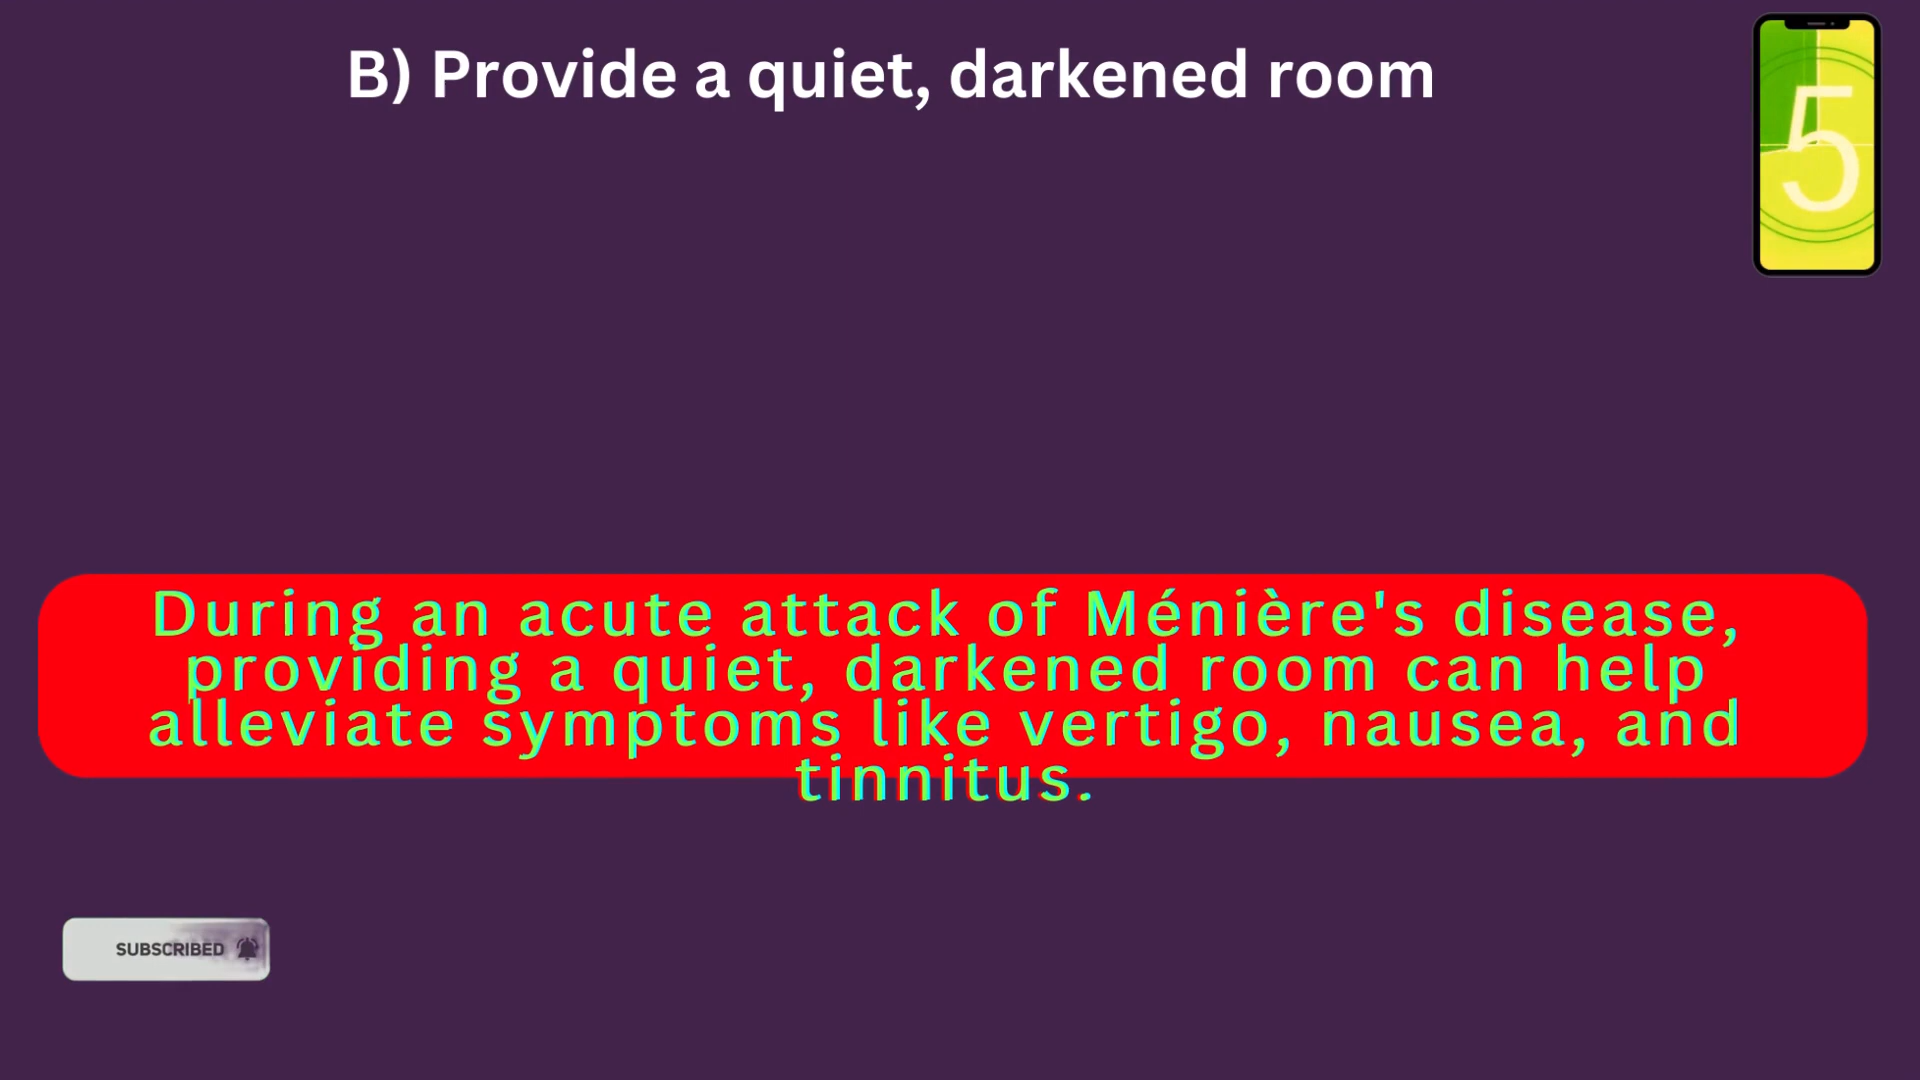 B) Provide a quiet, darkened room
5
During an acute attack of Ménière's disease,
providing a quiet, darkened room can help
alleviate symptoms like vertigo, nausea, and
tinnitus.
SUBSCRIBED